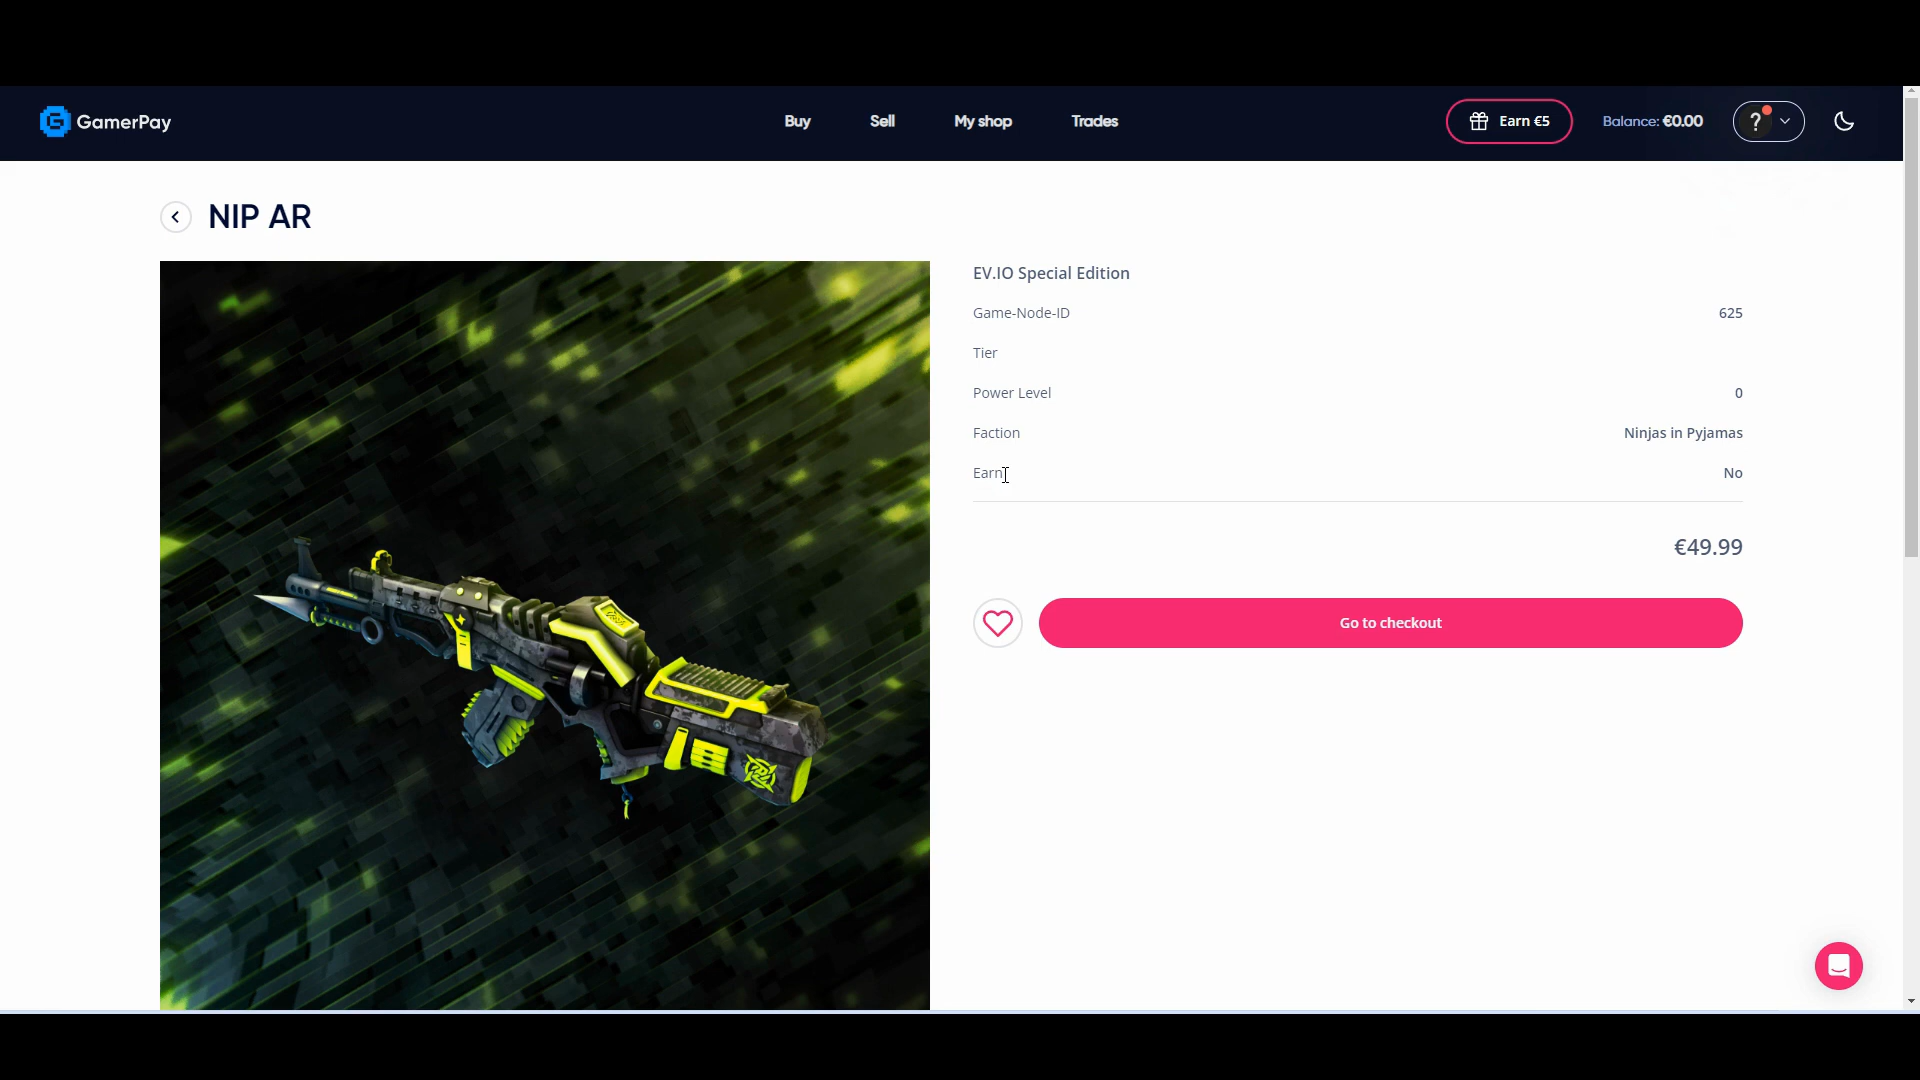 GamerPay
Buy
Sell
My shop
Trades
Earn €5
Balance: €0.00
?
NIP AR
EV.IO Special Edition
Game-Node-ID 625
Tier
Power Level 0
Faction Ninjas in Pyjamas
Earn No
€49.99
Go to checkout